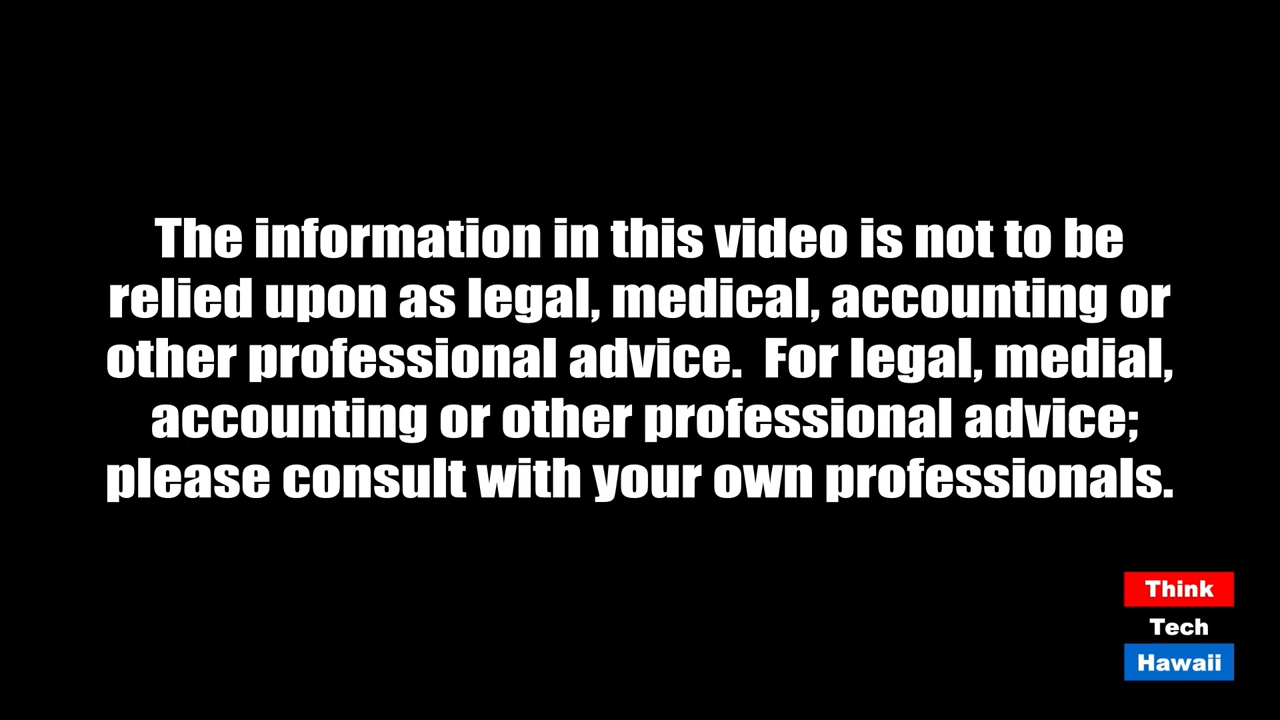 The information in this video is not to be
relied upon as legal, medical, accounting or
other professional advice.  For legal, medial,
accounting or other professional advice;
please consult with your own professionals.
Think
Tech
Hawaii